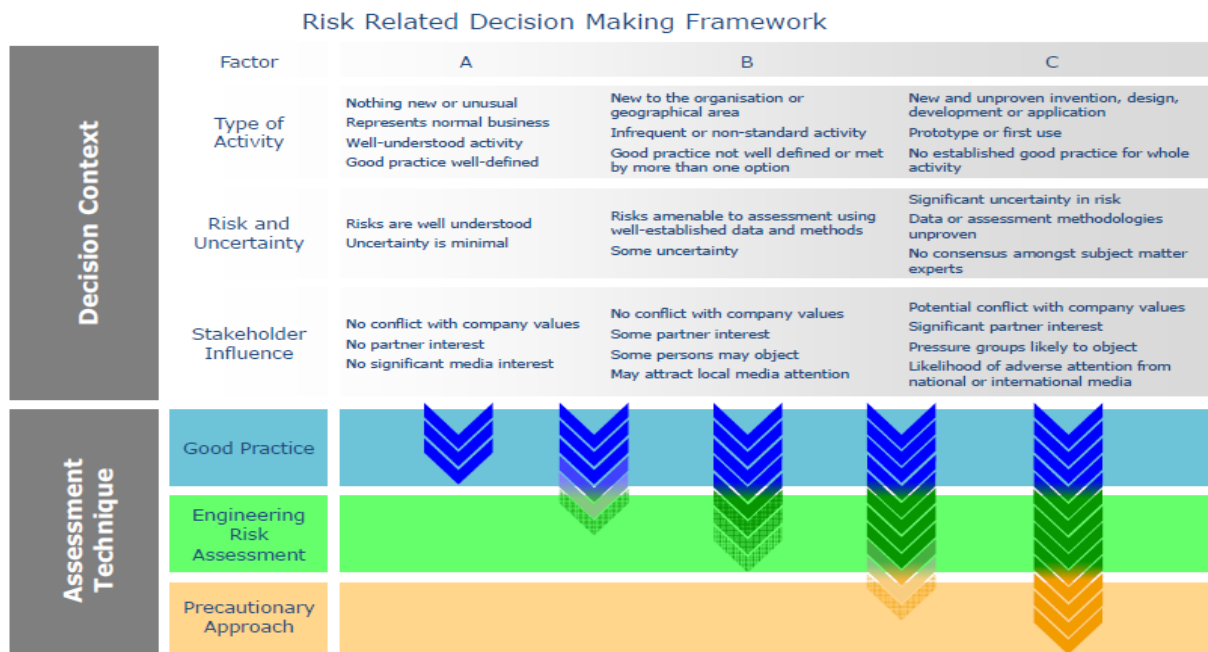 Risk Related Decision Making Framework
Decision Context
Factor
A
B
C
Type of
Activity
Nothing new or unusual
Represents normal business
Well-understood activity
Good practice well-defined
New to the organisation or
geographical area
Infrequent or non-standard activity
Good practice not well defined or met
by more than one option
New and unproven invention, design,
development or application
Prototype or first use
No established good practice for whole
activity
Risk and
Uncertainty
Risks are well understood
Uncertainty is minimal
Risks amenable to assessment using
well-established data and methods
Some uncertainty
Significant uncertainty in risk
Data or assessment methodologies
unproven
No consensus amongst subject matter
experts
Stakeholder
Influence
No conflict with company values
No partner interest
No significant media interest
No conflict with company values
Some partner interest
Some persons may object
May attract local media attention
Potential conflict with company values
Significant partner interest
Pressure groups likely to object
Likelihood of adverse attention from
national or international media
Assessment
Technique
Good Practice
Engineering
Risk
Assessment
Precautionary
Approach